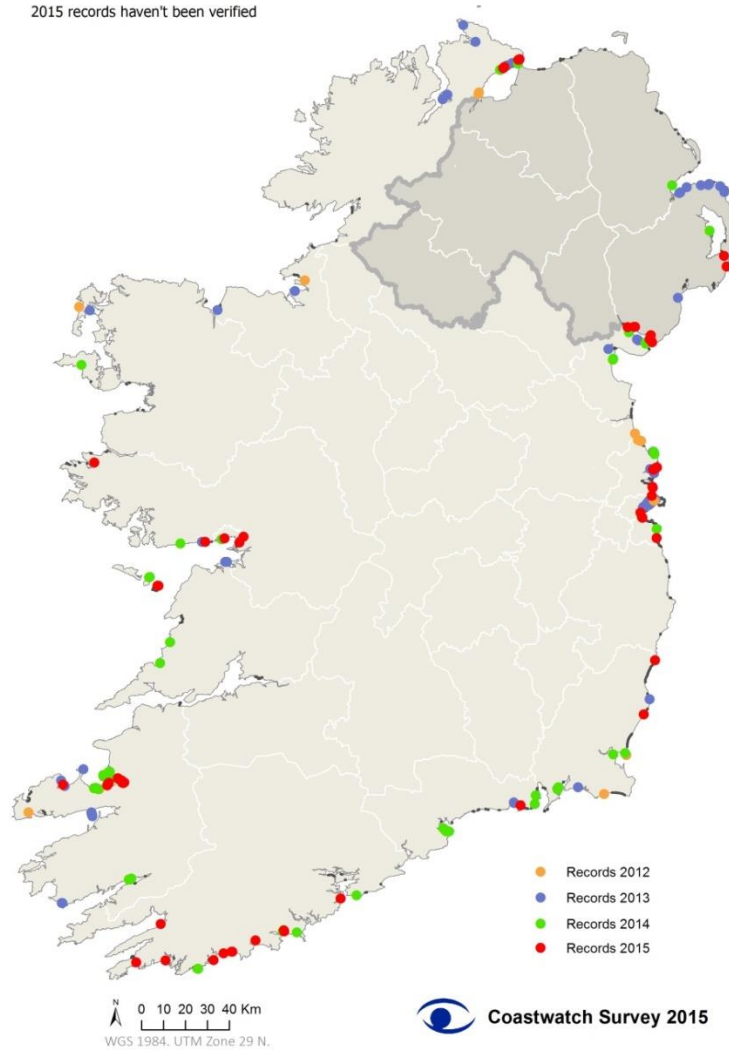 2015 records haven't been verified
Records 2012
Records 2013
Records 2014
Records 2015
N
0 10 20 30 40 Km
WGS 1984. UTM Zone 29 N.
Coastwatch Survey 2015